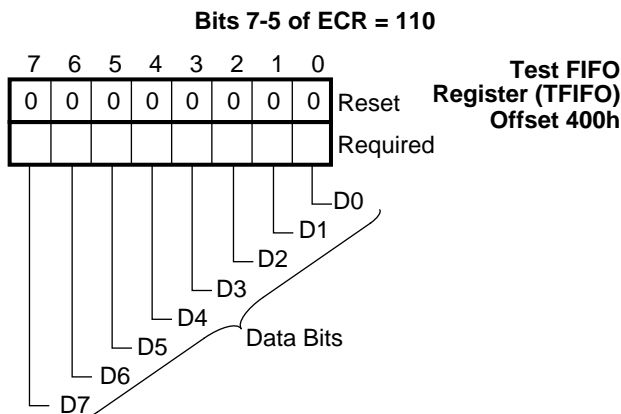 Bits 7-5 of ECR = 110
7 6 5 4 3 2 1 0
Test FIFO
0 0 0 0 0 0 0 0 Reset
Register (TFIFO)
Offset 400h
Required
D0
D1
D2
D3
D4
Data Bits
D5
D6
D7